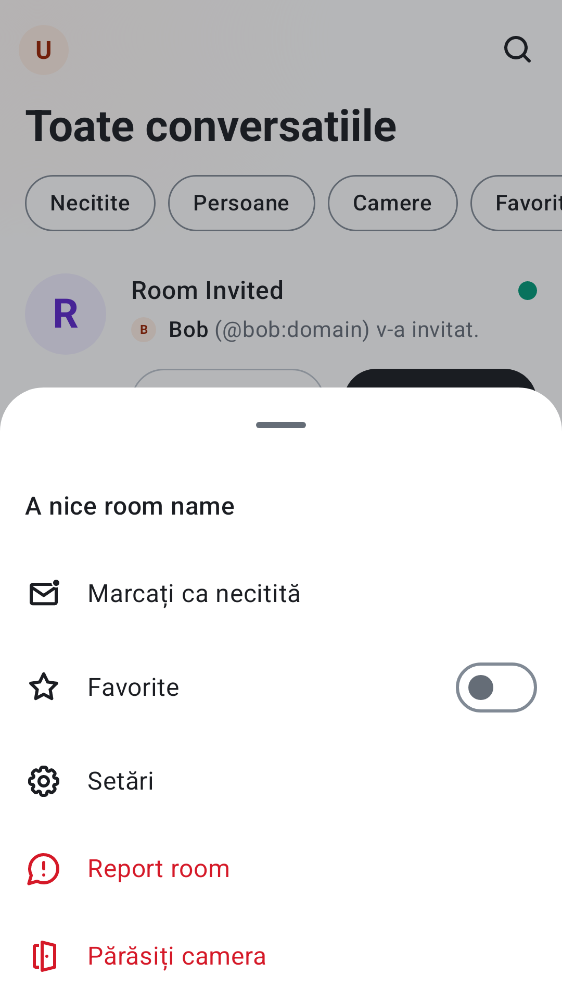 U
Toate conversatiile
Necitite Persoane Camere Favorit
R
Room Invited
B Bob (@bob:domain) v-a invitat.
A nice room name
Marcați ca necitită
Favorite
Setări
Report room
Părăsiți camera